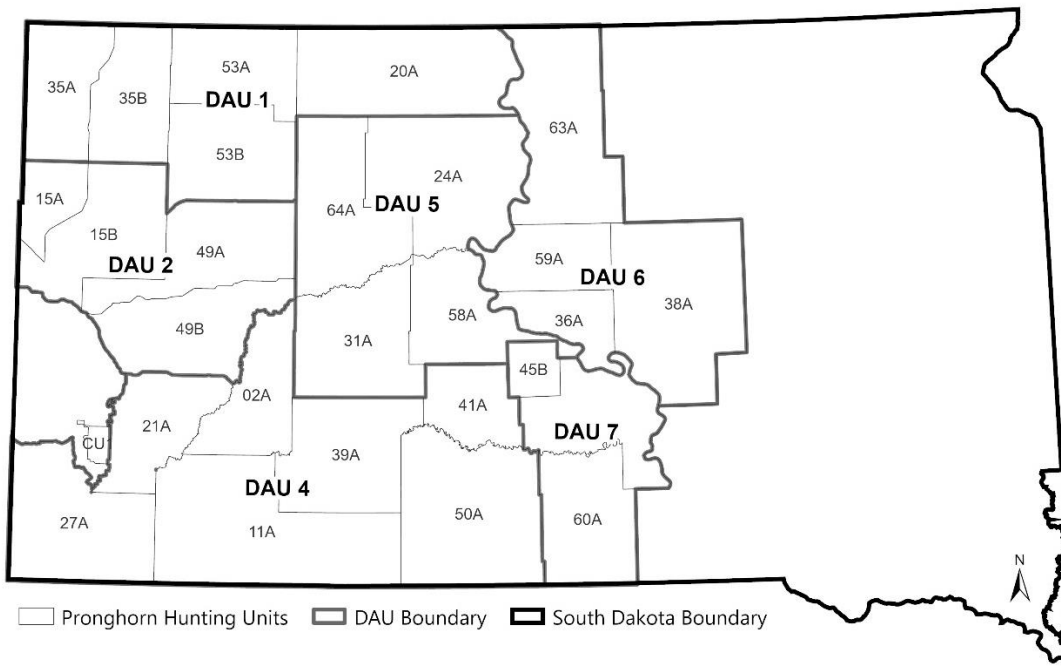 53A
20A
35A
35B
DAU 1
63A
53B
24A
15A
64A
DAU 5
15B
49A
59A
DAU 2
DAU 6
38A
58A
36A
49B
31A
45B
02A
41A
21A
DAU 7
CU1
39A
DAU 4
50A
60A
27A
11A
N
Pronghorn Hunting Units DAU Boundary South Dakota Boundary